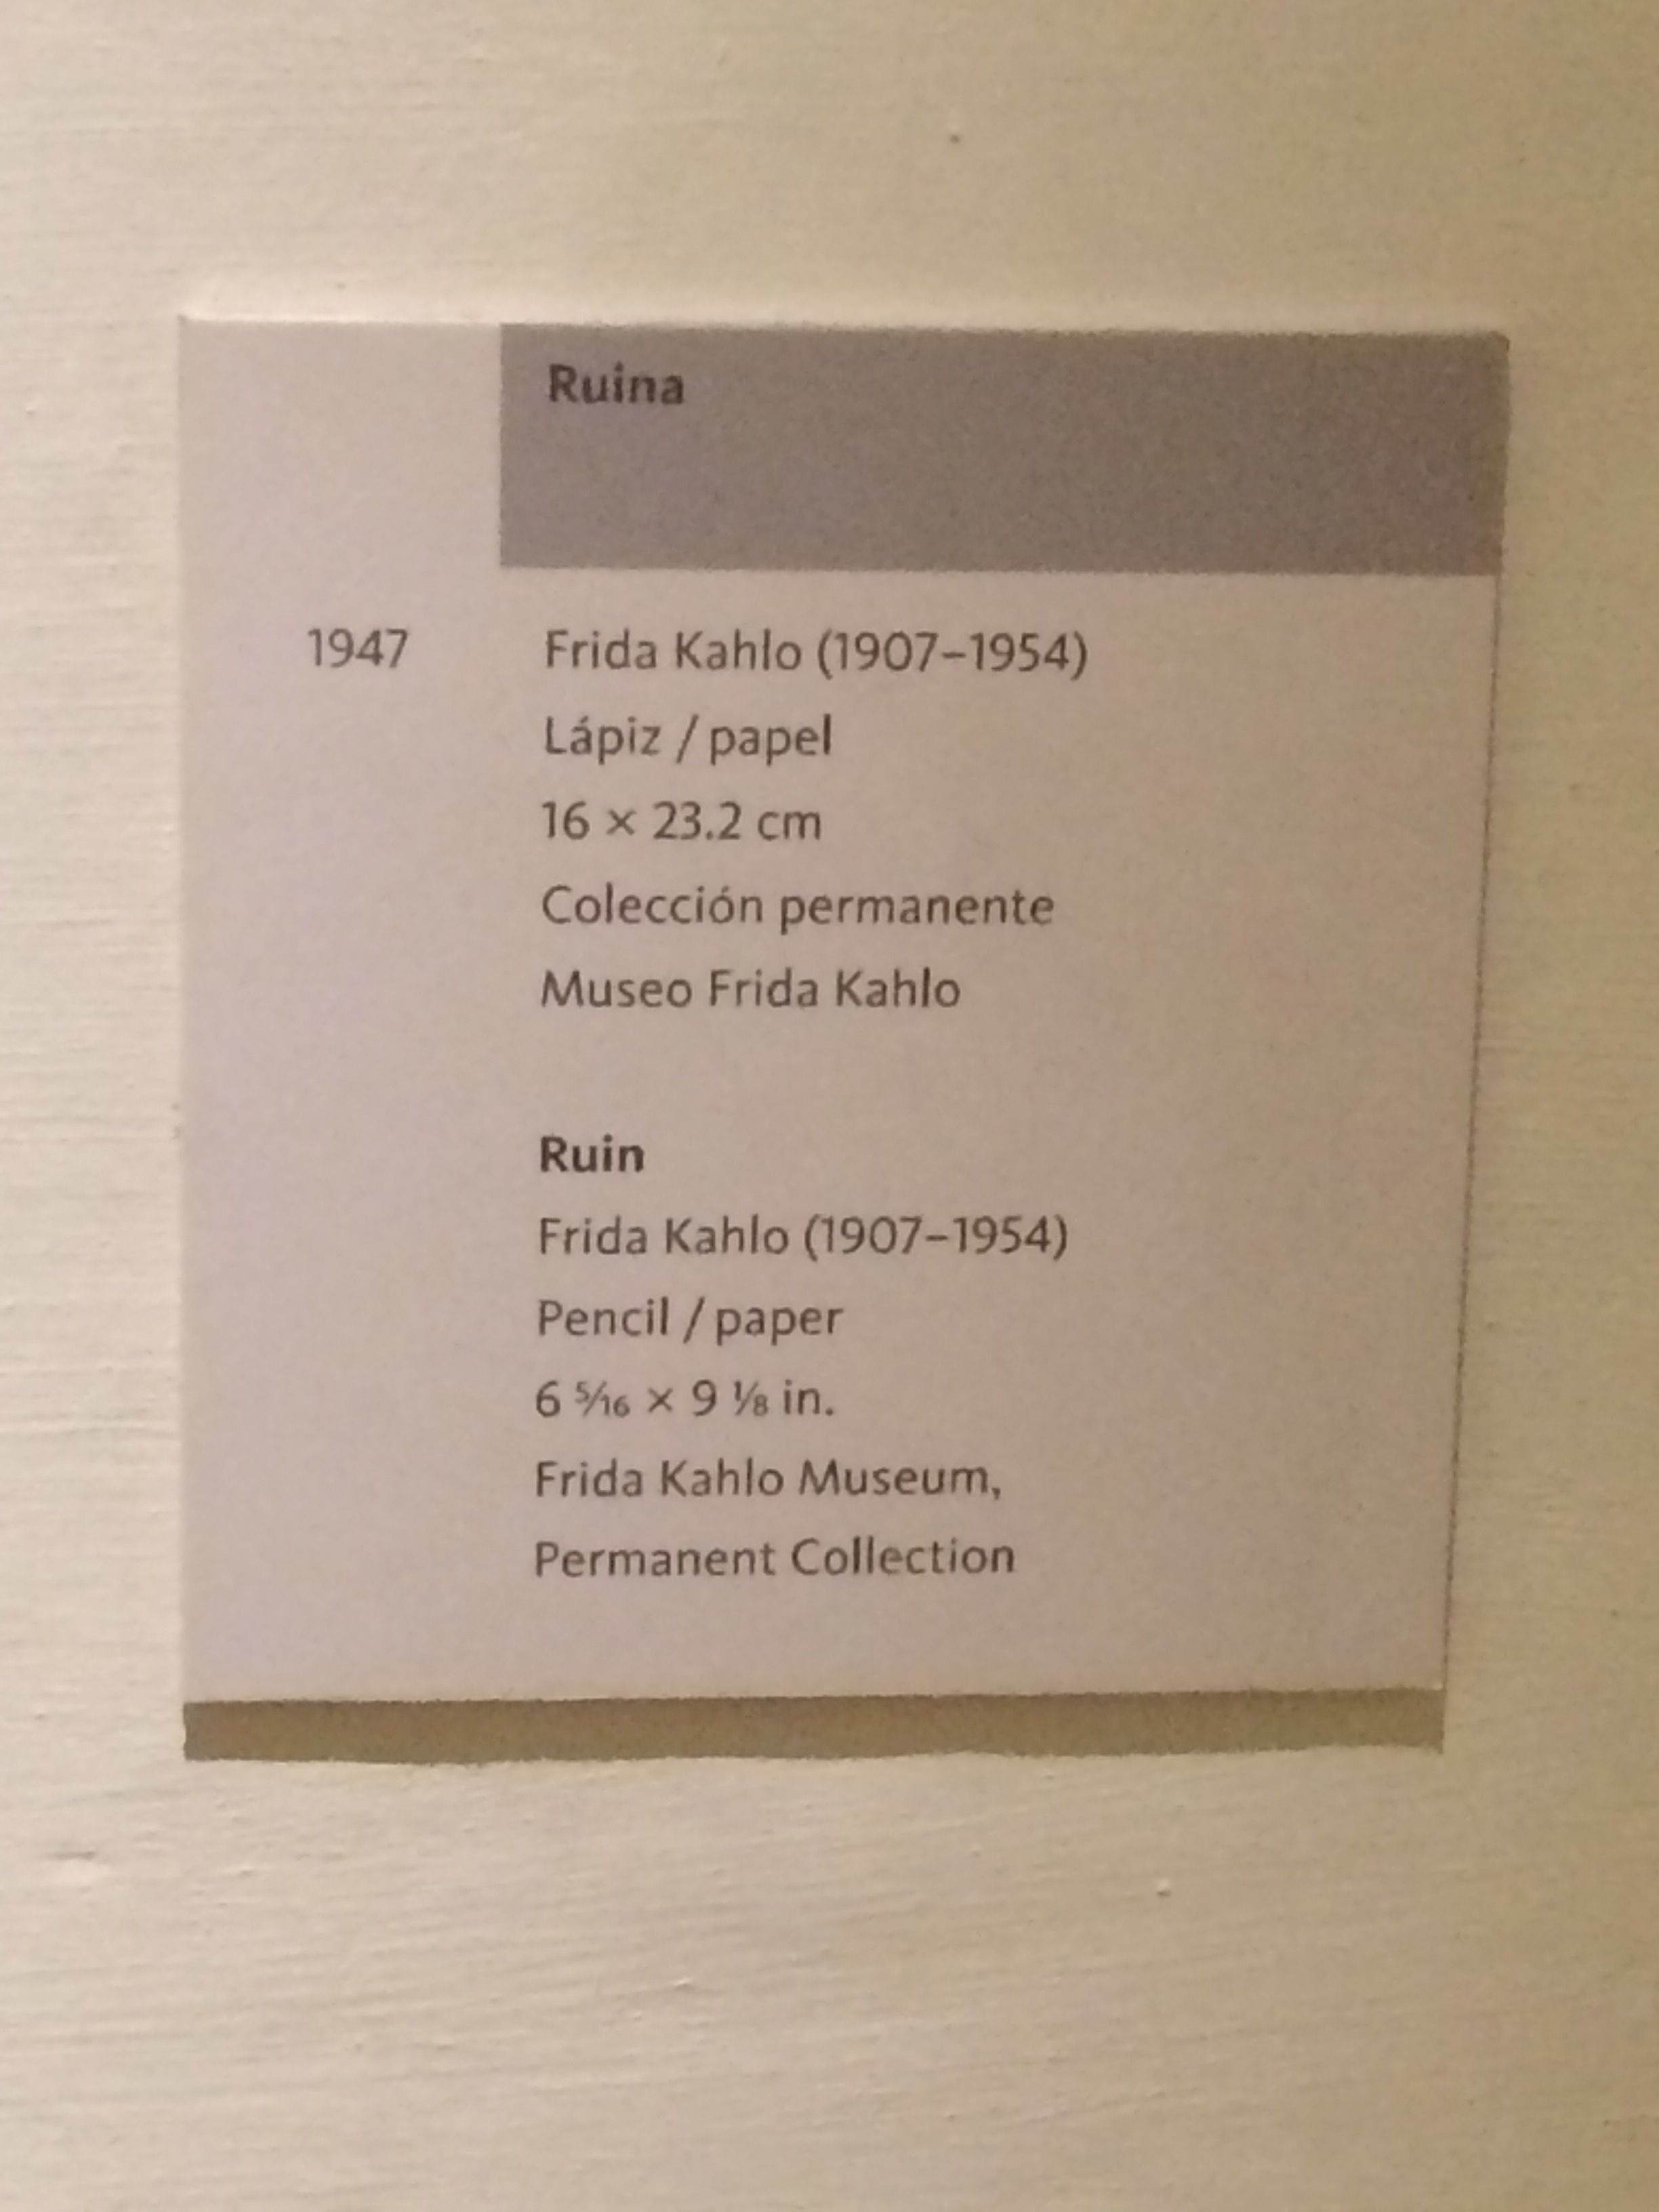 Ruina
1947 Frida Kahlo (1907–1954)
Lápiz / papel
16 × 23.2 cm
Colección permanente
Museo Frida Kahlo
Ruin
Frida Kahlo (1907–1954)
Pencil / paper
6 5⁄16 × 9 ⅛ in.
Frida Kahlo Museum,
Permanent Collection